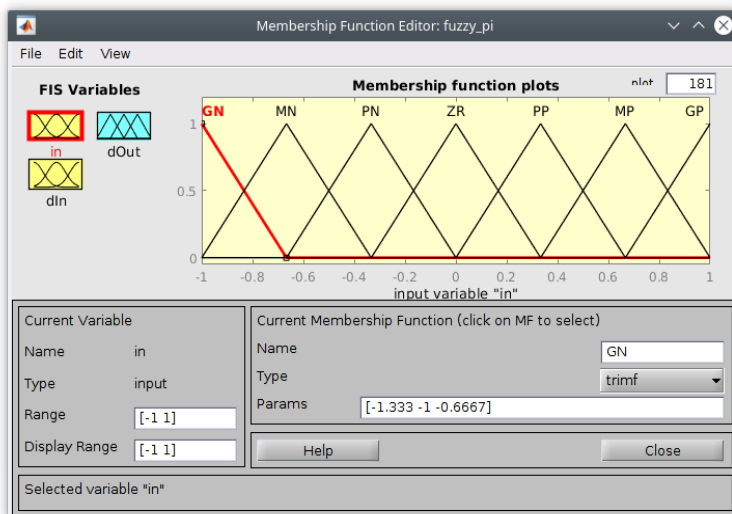 Membership Function Editor: fuzzy_pi
File Edit View
FIS Variables
in
dOut
dIn
Membership function plots
181
GN MN PN ZR PP MP GP
1
0.5
0
-1 -0.8 -0.6 -0.4 -0.2 0 0.2 0.4 0.6 0.8 1
input variable "in"
Current Variable
Name in
Type input
Range [-1 1]
Display Range [-1 1]
Current Membership Function (click on MF to select)
Name GN
Type trimf
Params [-1.333 -1 -0.6667]
Help Close
Selected variable "in"